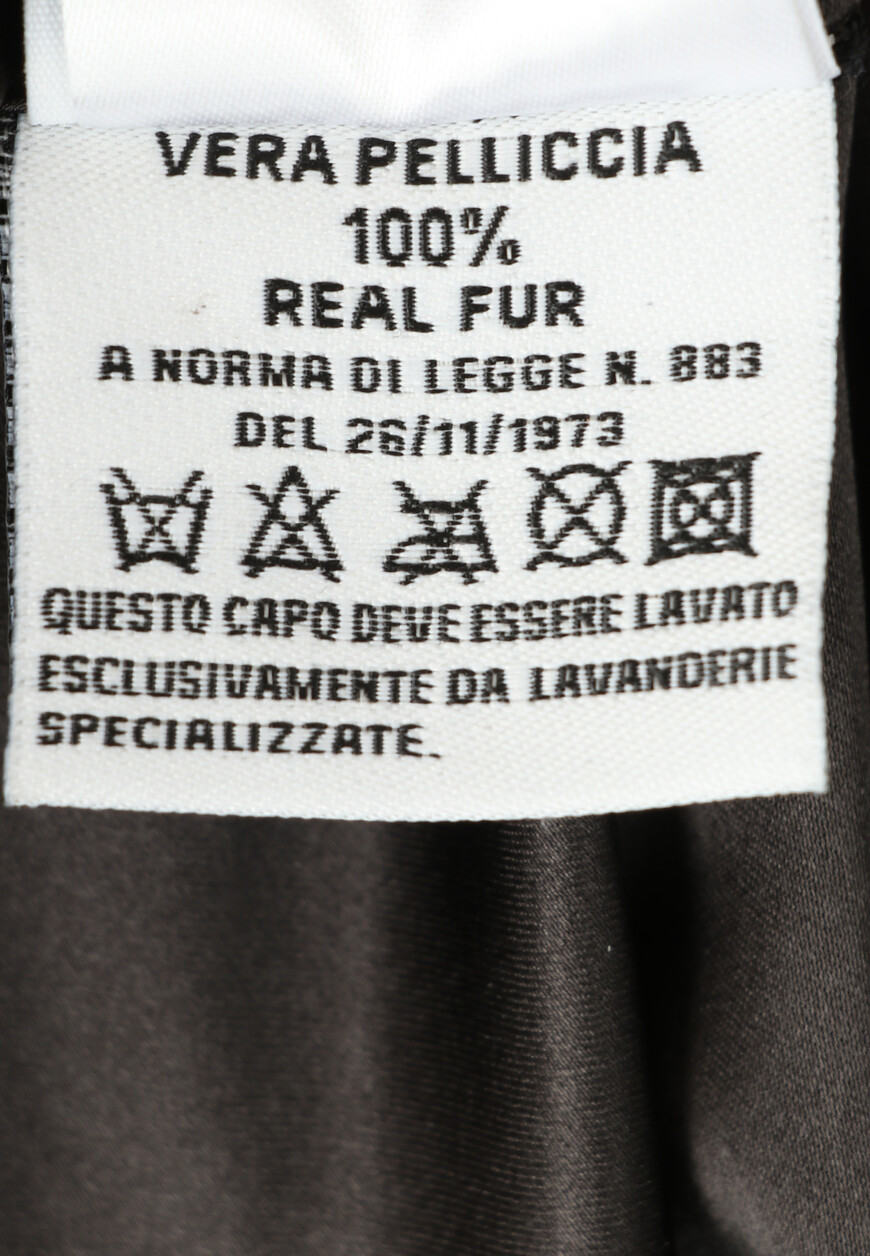 VERA PELLICCIA
100%
REAL FUR
A NORMA DI LEGGE N. 883
DEL 26/11/1973
QUESTO CAPO DEVE ESSERE LAVATO
ESCLUSIVAMENTE DA LAVANDERIE
SPECIALIZZATE.